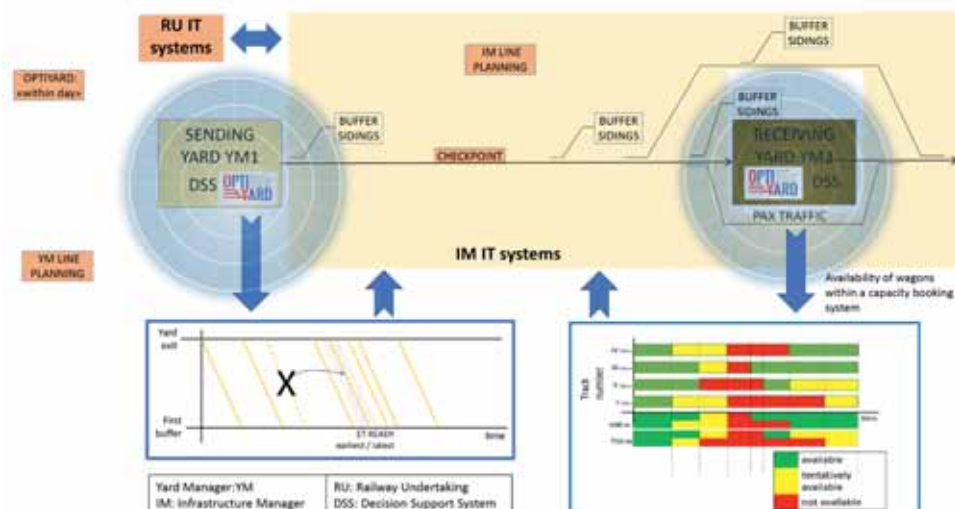 RU IT
systems
OPTIYARD:
«within day»
IM LINE
PLANNING
BUFFER
SIDINGS
BUFFER
SIDINGS
SENDING
YARD YM1
DSS
OPTI
YARD
BUFFER
SIDINGS
CHECKPOINT
BUFFER
SIDINGS
RECEIVING
YARD YM2
OPTI
YARD
DSS
PAX TRAFFIC
YM LINE
PLANNING
IM IT systems
Availability of wagons
within a capacity booking
system
Yard
exit
X
First
buffer
ET READY
earliest / latest
time
Track
number
time
available
tentatively
available
not available
Yard Manager:YM
IM: Infrastructure Manager
RU: Railway Undertaking
DSS: Decision Support System